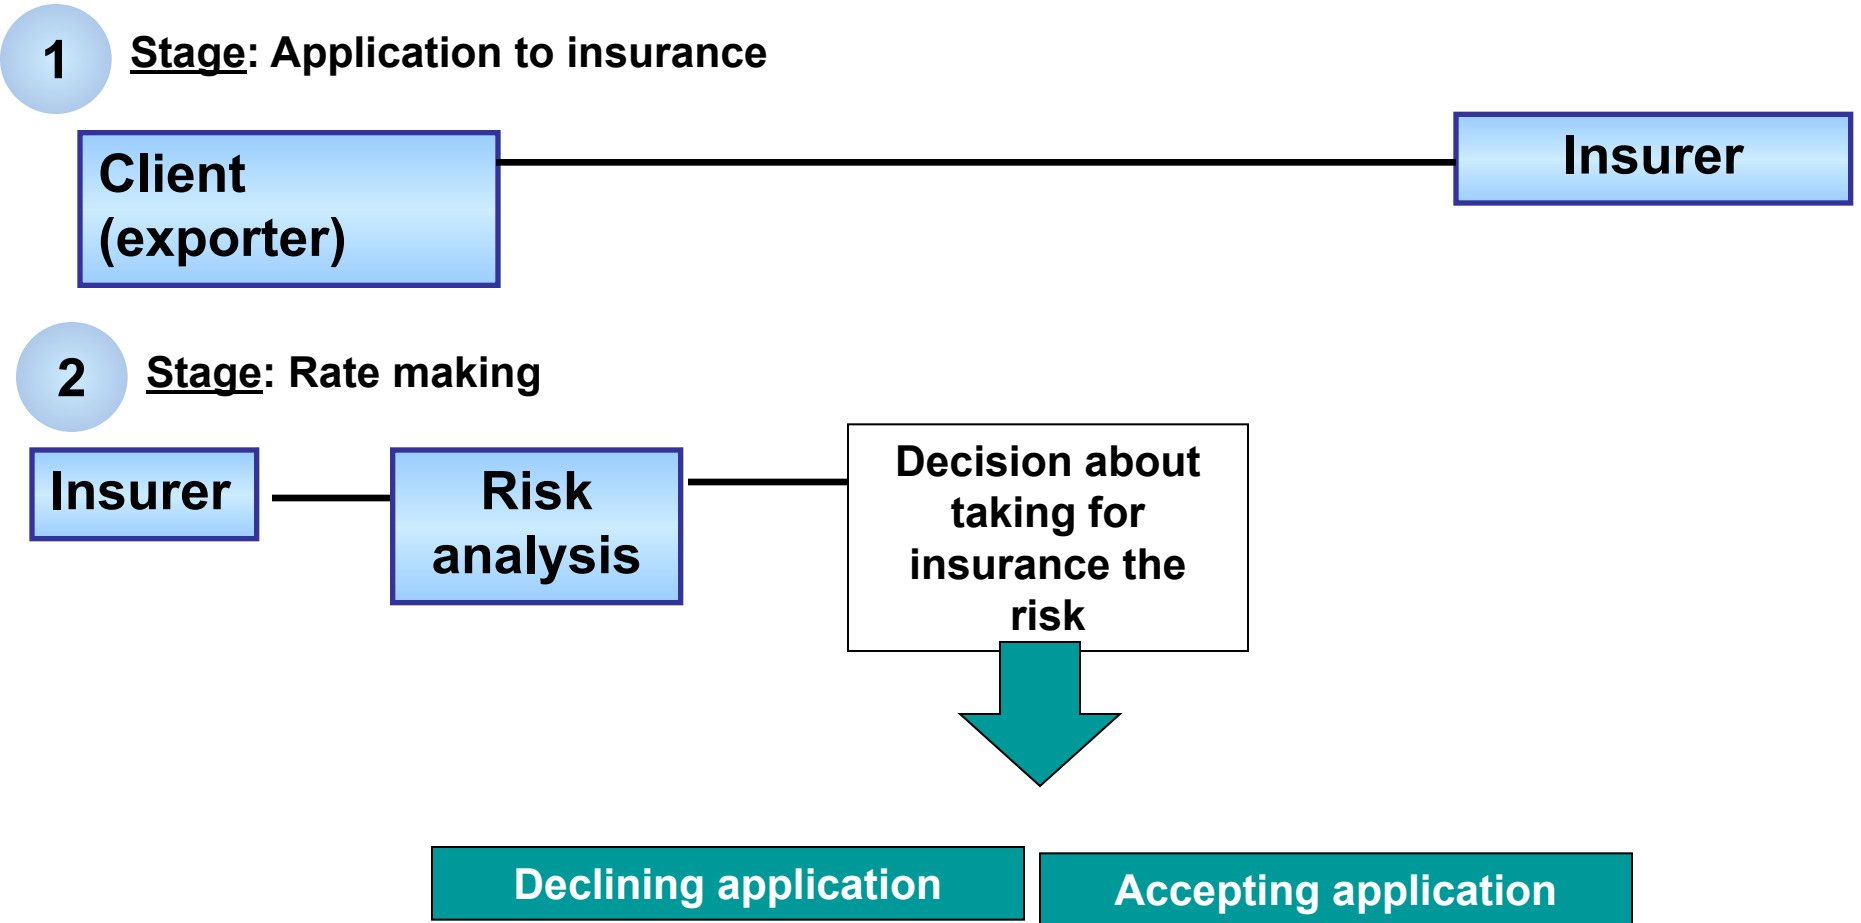 1
Stage: Application to insurance
Client
(exporter)
Insurer
2
Stage: Rate making
Insurer
Risk
analysis
Decision about
taking for
insurance the
risk
Declining application
Accepting application